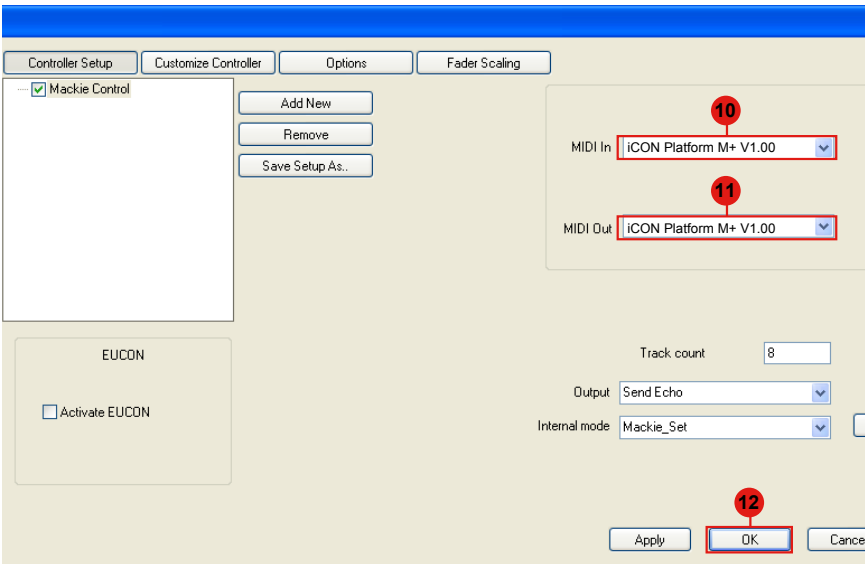 Controller Setup
Customize Controller
Options
Fader Scaling
Mackie Control
Add New
Remove
Save Setup As..
10
MIDI In
iCON Platform M+ V1.00
11
MIDI Out
iCON Platform M+ V1.00
EUCON
Activate EUCON
Track count
8
Output
Send Echo
Internal mode
Mackie_Set
12
Apply
OK
Cance